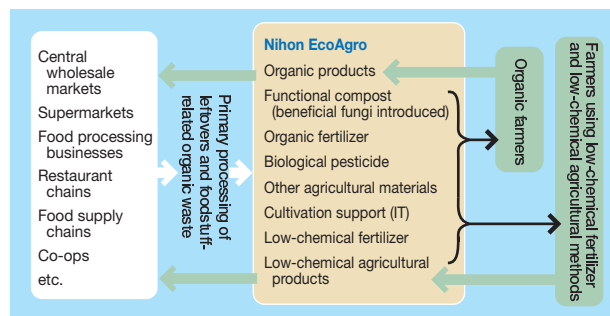 Central
wholesale
markets
Supermarkets
Food processing
businesses
Restaurant
chains
Food supply
chains
Co-ops
etc.
Primary processing of
leftovers and foodstuff-
related organic waste
Nihon EcoAgro
Organic products
Functional compost
(beneficial fungi introduced)
Organic fertilizer
Biological pesticide
Other agricultural materials
Cultivation support (IT)
Low-chemical fertilizer
Low-chemical agricultural
products
Organic farmers
Farmers using low-chemical fertilizer
and low-chemical agricultural methods